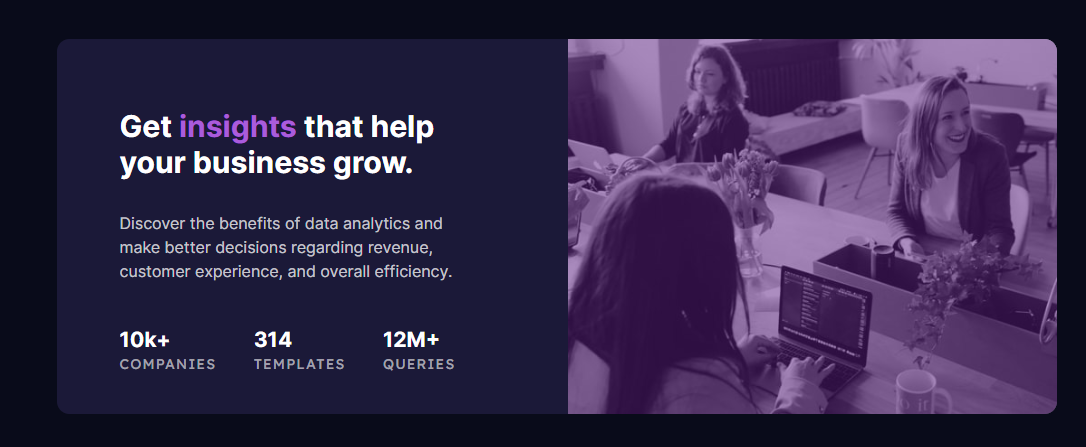 Get insights that help
your business grow.
Discover the benefits of data analytics and
make better decisions regarding revenue,
customer experience, and overall efficiency.
10k+ 314 12M+
COMPANIES TEMPLATES QUERIES